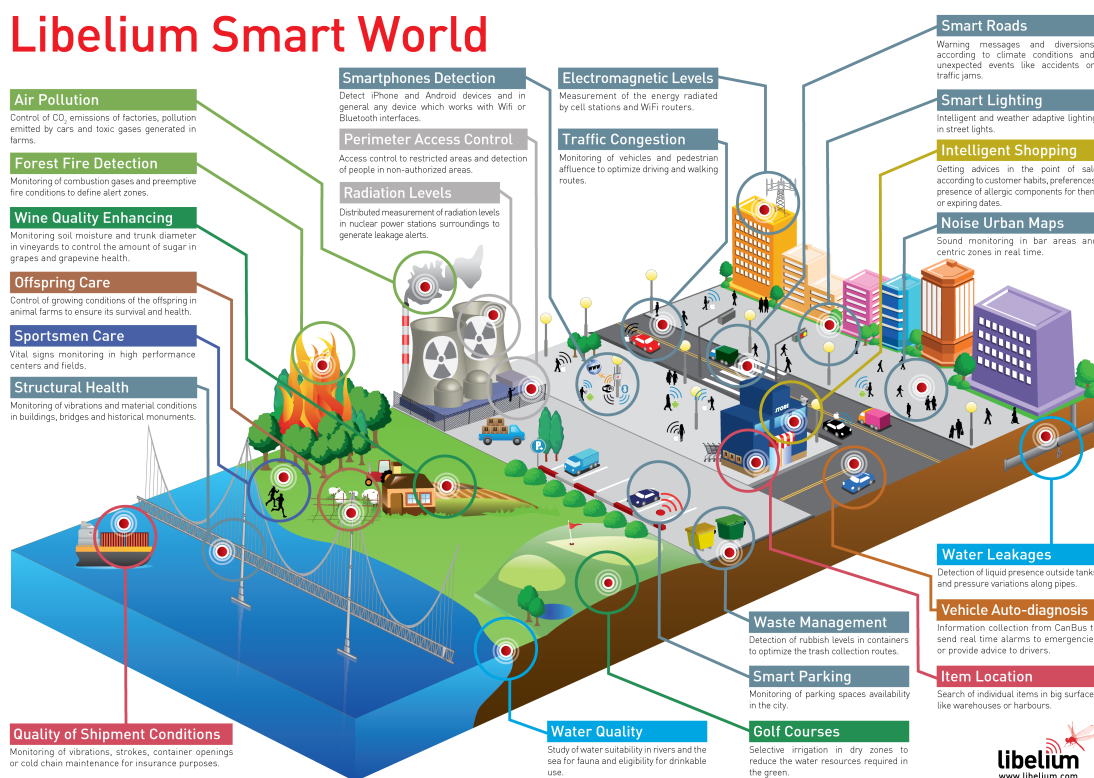 Libelium Smart World
Air Pollution
Control of CO2 emissions of factories, pollution
emitted by cars and toxic gases generated in
farms.
Forest Fire Detection
Monitoring of combustion gases and preemptive
fire conditions to define alert zones.
Wine Quality Enhancing
Monitoring soil moisture and trunk diameter
in vineyards to control the amount of sugar in
grapes and grapevine health.
Offspring Care
Control of growing conditions of the offspring in
animal farms to ensure its survival and health.
Sportsmen Care
Vital signs monitoring in high performance
centers and fields.
Structural Health
Monitoring of vibrations and material conditions
in buildings, bridges and historical monuments.
Quality of Shipment Conditions
Monitoring of vibrations, strokes, container openings
or cold chain maintenance for insurance purposes.
Smartphones Detection
Detect iPhone and Android devices and in
general any device which works with Wifi or
Bluetooth interfaces.
Perimeter Access Control
Access control to restricted areas and detection
of people in non-authorized areas.
Radiation Levels
Distributed measurement of radiation levels
in nuclear power stations surroundings to
generate leakage alerts.
Electromagnetic Levels
Measurement of the energy radiated
by cell stations and WiFi routers.
Traffic Congestion
Monitoring of vehicles and pedestrian
affluence to optimize driving and walking
routes.
Smart Roads
Warning messages and diversions
according to climate conditions and
unexpected events like accidents or
traffic jams.
Smart Lighting
Intelligent and weather adaptive lighting
in street lights.
Intelligent Shopping
Getting advices in the point of sal
according to customer habits, preferences,
presence of allergic components for them
or expiring dates.
Noise Urban Maps
Sound monitoring in bar areas and
centric zones in real time.
STORE
P
Water Leakages
Detection of liquid presence outside tank
and pressure variations along pipes.
Vehicle Auto-diagnosis
Information collection from CanBus t
send real time alarms to emergencie
or provide advice to drivers.
Item Location
Search of individual items in big surface
like warehouses or harbours.
Waste Management
Detection of rubbish levels in containers
to optimize the trash collection routes.
Smart Parking
Monitoring of parking spaces availability
in the city.
Golf Courses
Selective irrigation in dry zones to
reduce the water resources required in
the green.
Water Quality
Study of water suitability in rivers and the
sea for fauna and eligibility for drinkable
use.
libelium
www.libelium.com